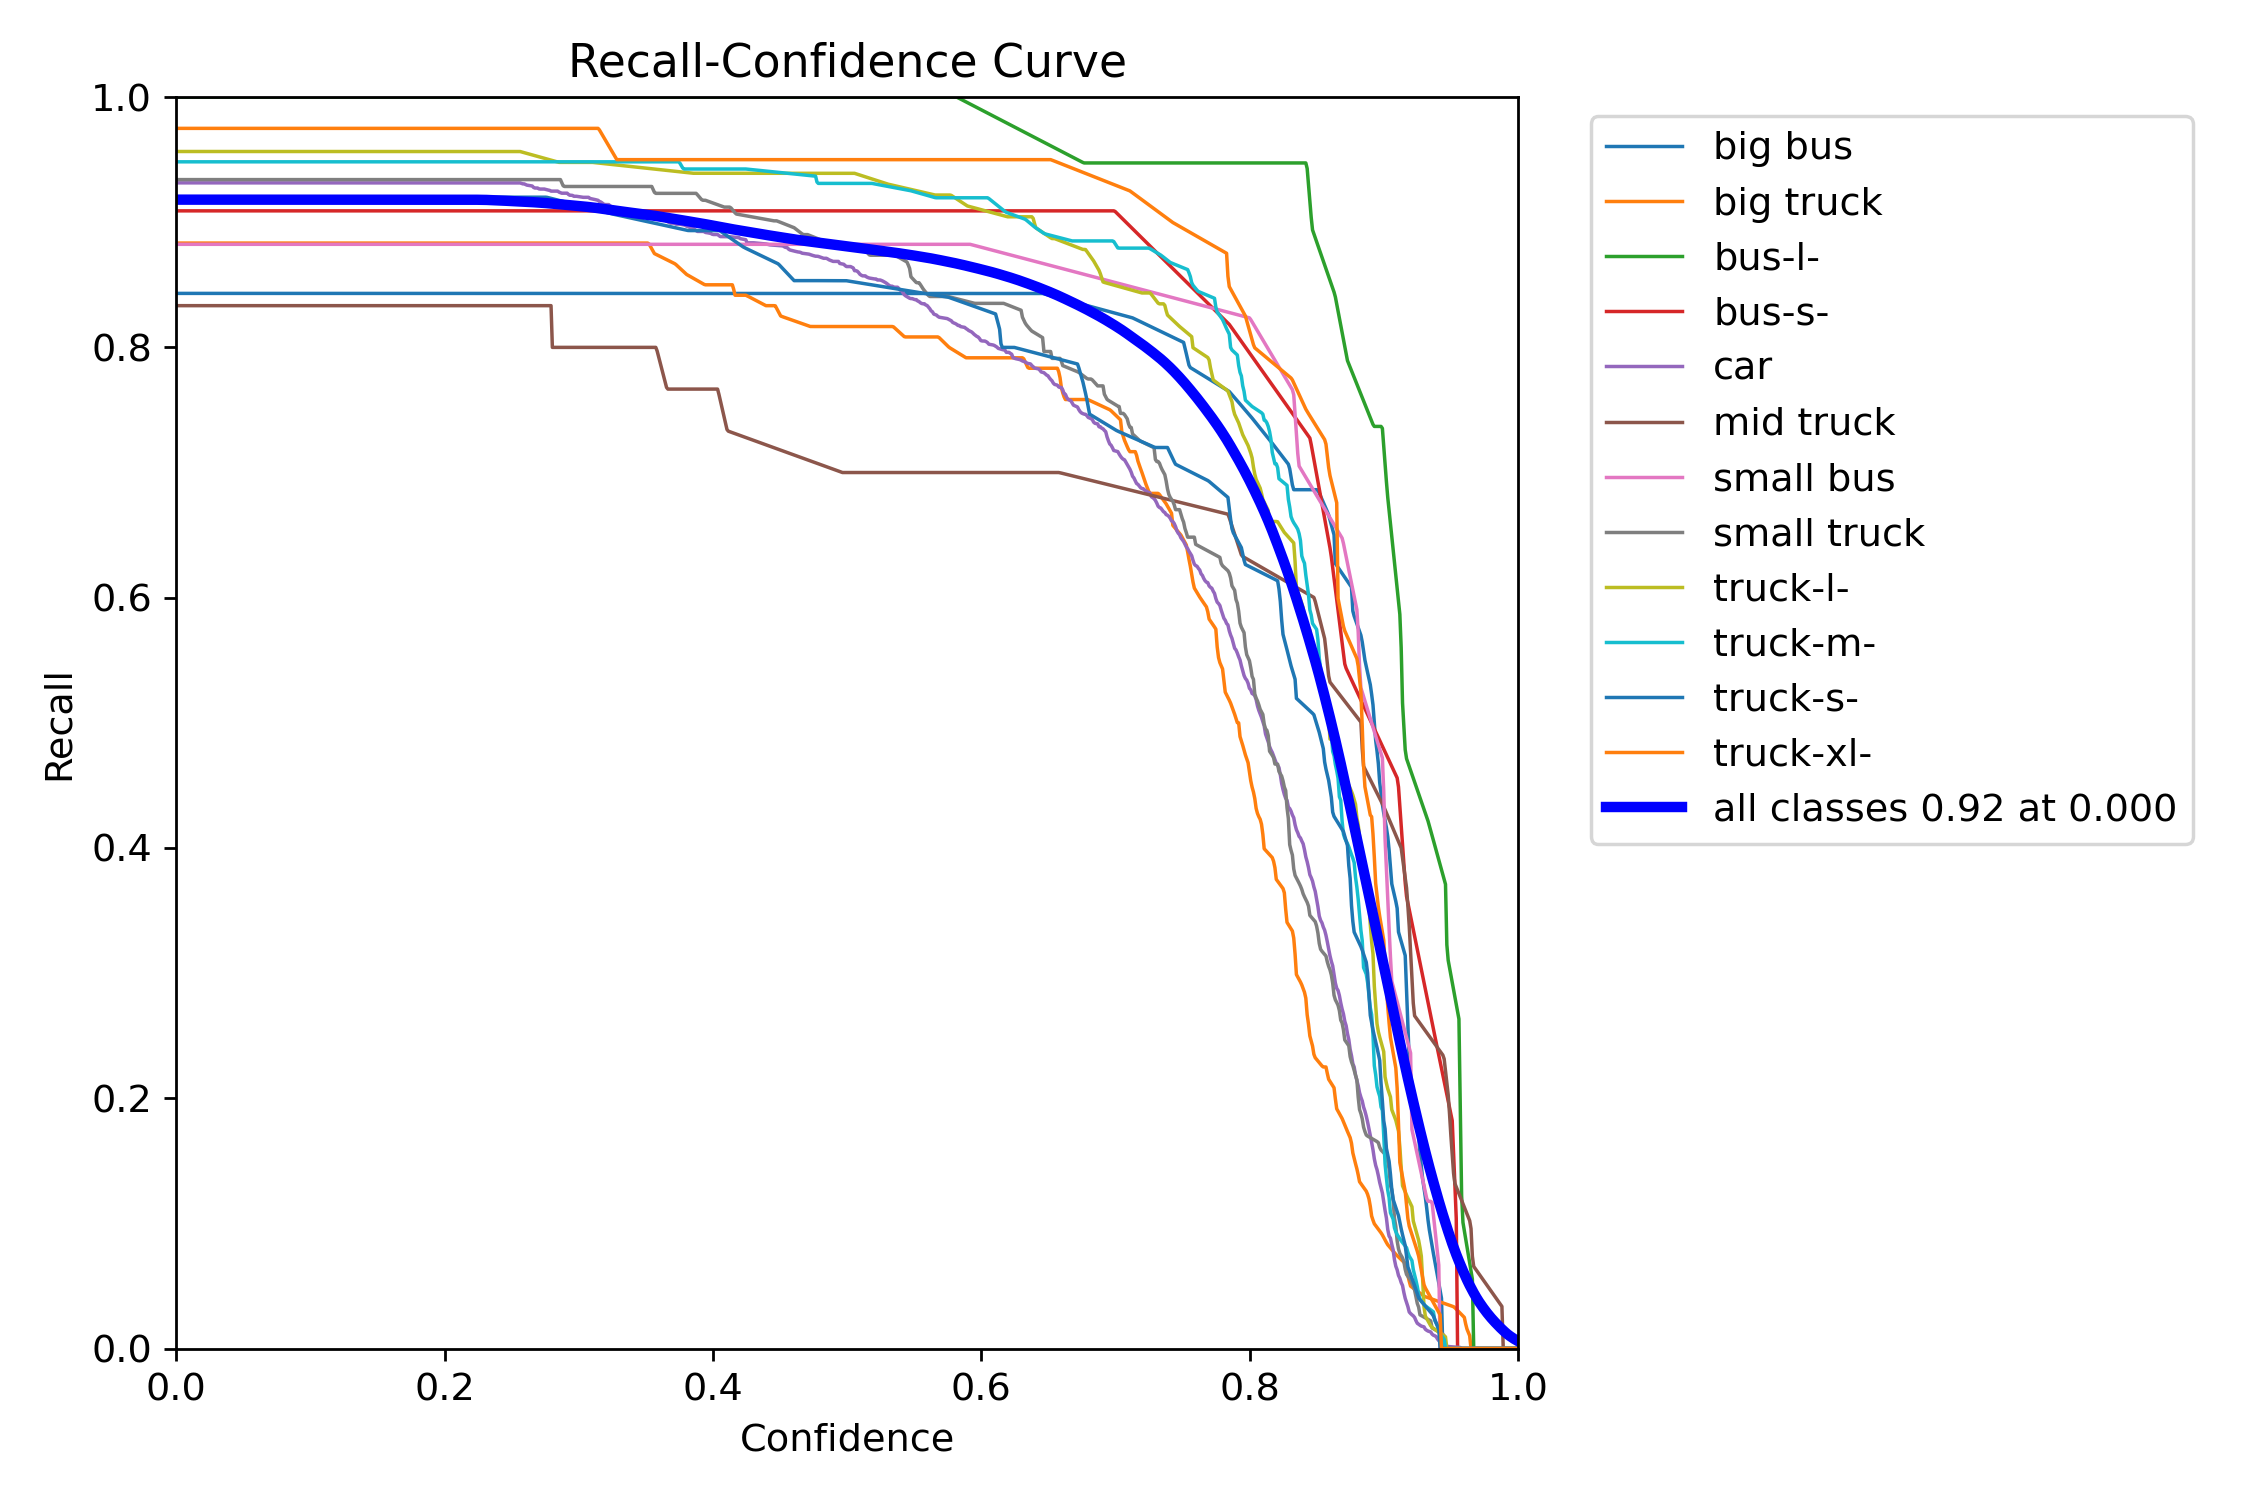 Recall-Confidence Curve
1.0
0.8
0.6
0.4
0.2
0.0
Recall
0.0 0.2 0.4 0.6 0.8 1.0
Confidence
big bus
big truck
bus-l-
bus-s-
car
mid truck
small bus
small truck
truck-l-
truck-m-
truck-s-
truck-xl-
all classes 0.92 at 0.000